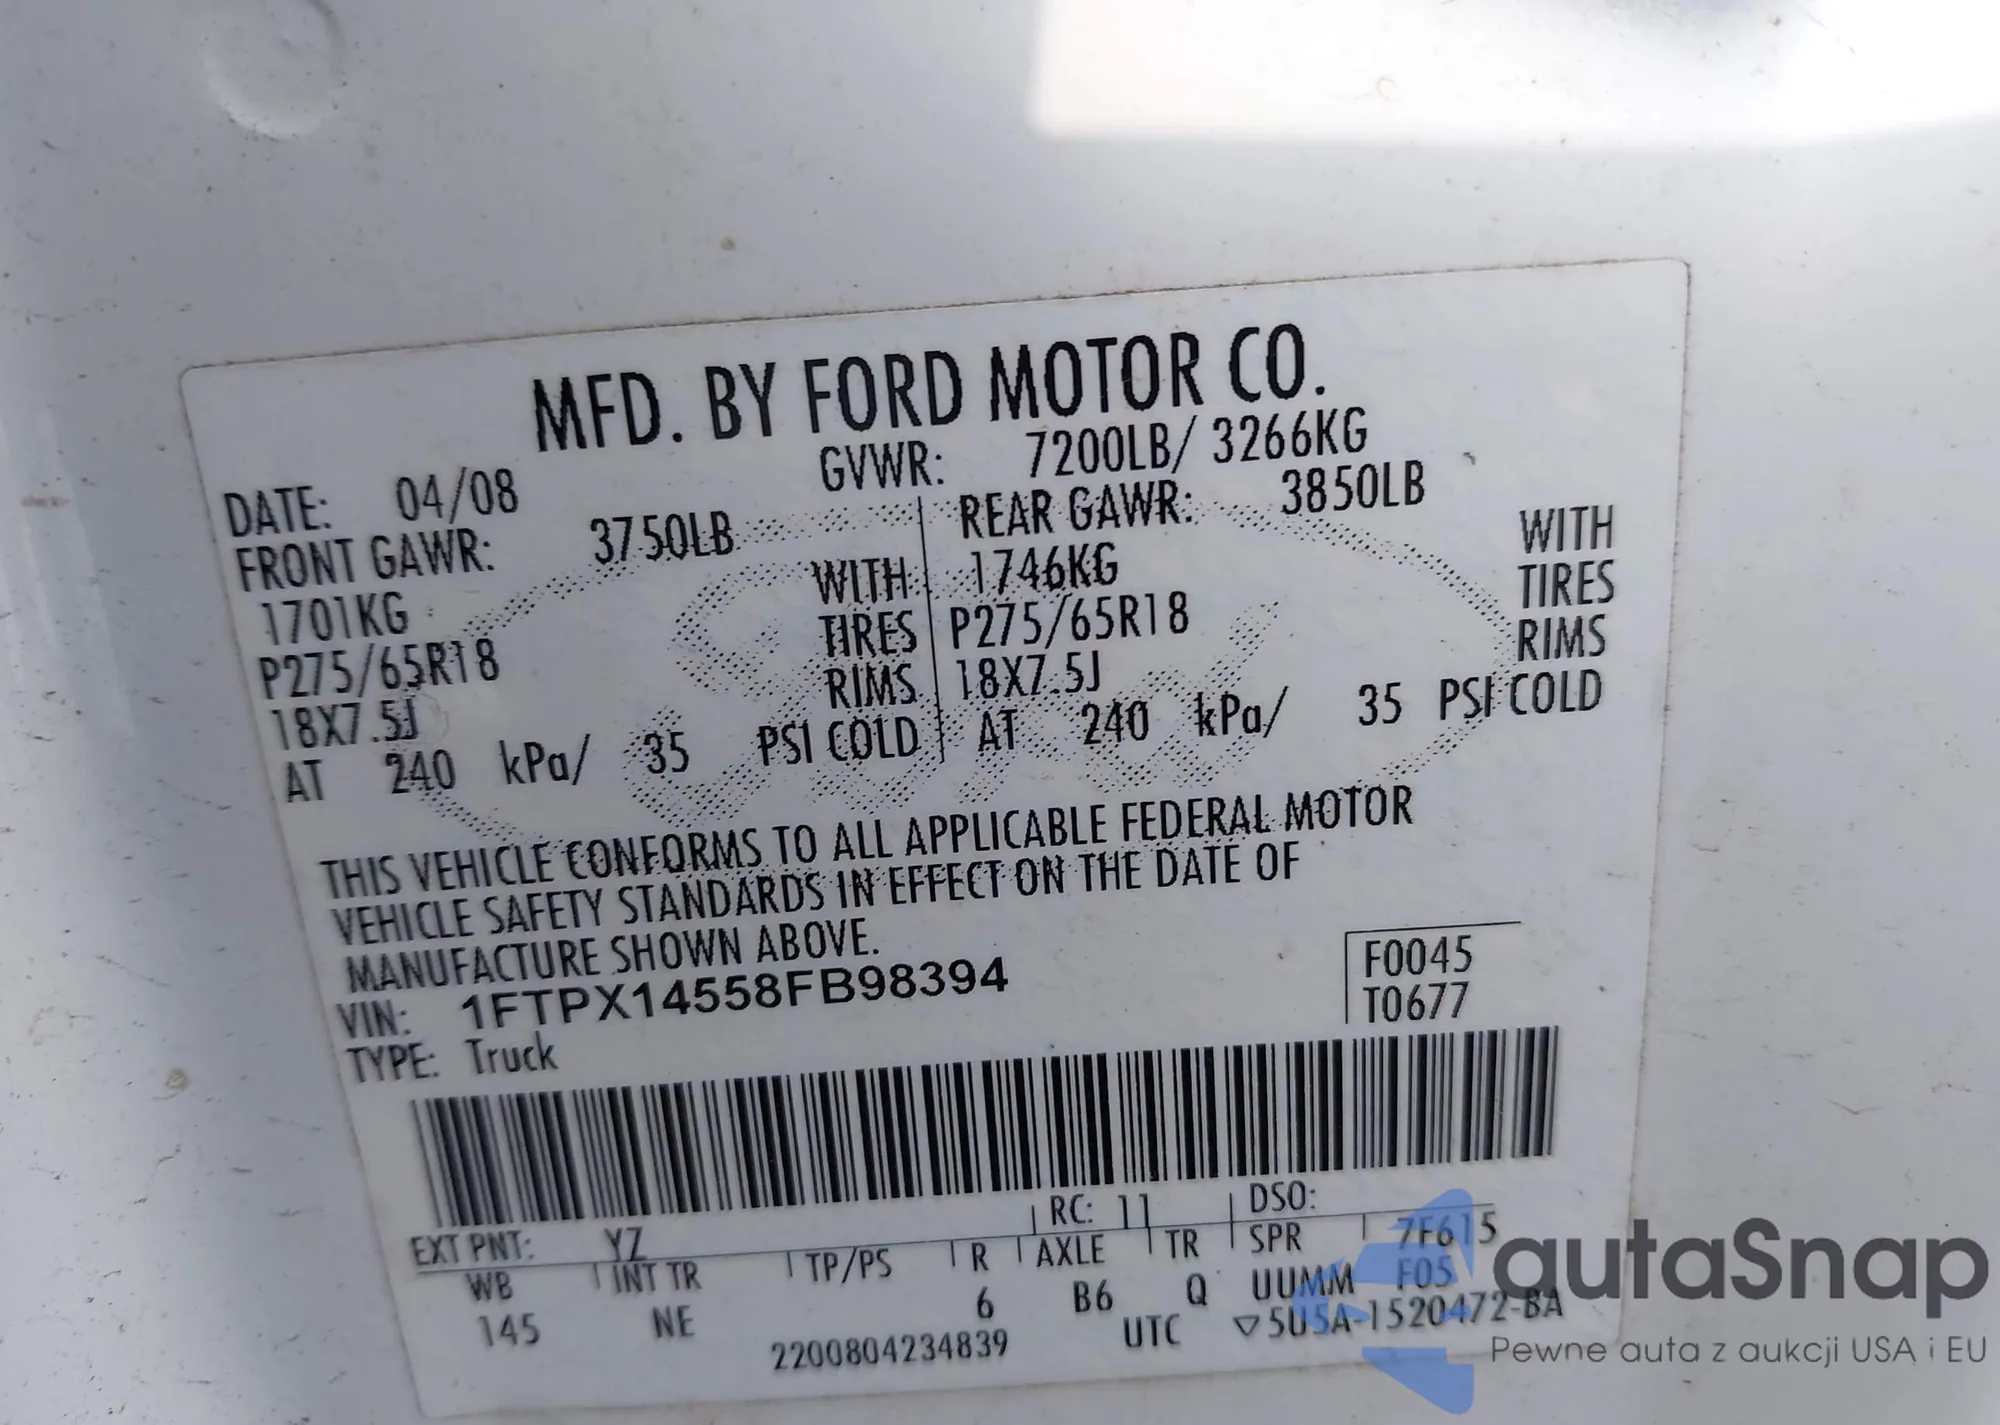 MFD. BY FORD MOTOR CO.
DATE: 04/08 GVWR: 7200LB/ 3266KG
FRONT GAWR: 3750LB REAR GAWR: 3850LB
1701KG WITH 1746KG WITH
P275/65R18 TIRES P275/65R18 TIRES
18X7.5J RIMS 18X7.5J RIMS
AT 240 kPa/ 35 PSI COLD AT 240 kPa/ 35 PSI COLD
THIS VEHICLE CONFORMS TO ALL APPLICABLE FEDERAL MOTOR
VEHICLE SAFETY STANDARDS IN EFFECT ON THE DATE OF
MANUFACTURE SHOWN ABOVE.
VIN: 1FTPX14558FB98394
F0045
T0677
TYPE: Truck
EXT PNT: YZ RC: 11 DSO:
WB INT TR TP/PS R AXLE TR SPR 7F615
145 NE 6 B6 Q UUMM F05
2200804234839 UTC ▽5U5A-1520472-BA
autaSnap
Pewne auta z aukcji USA i EU